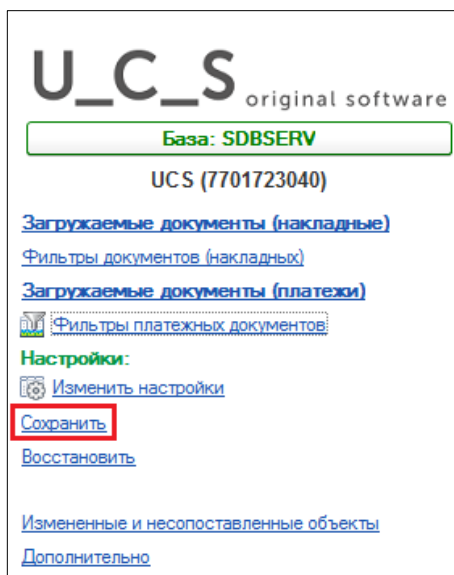 U_C_S original software
База: SDBSERV
UCS (7701723040)
Загружаемые документы (накладные)
Фильтры документов (накладных)
Загружаемые документы (платежи)
Фильтры платежных документов
Настройки:
Изменить настройки
Сохранить
Восстановить
Измененные и несопоставленные объекты
Дополнительно